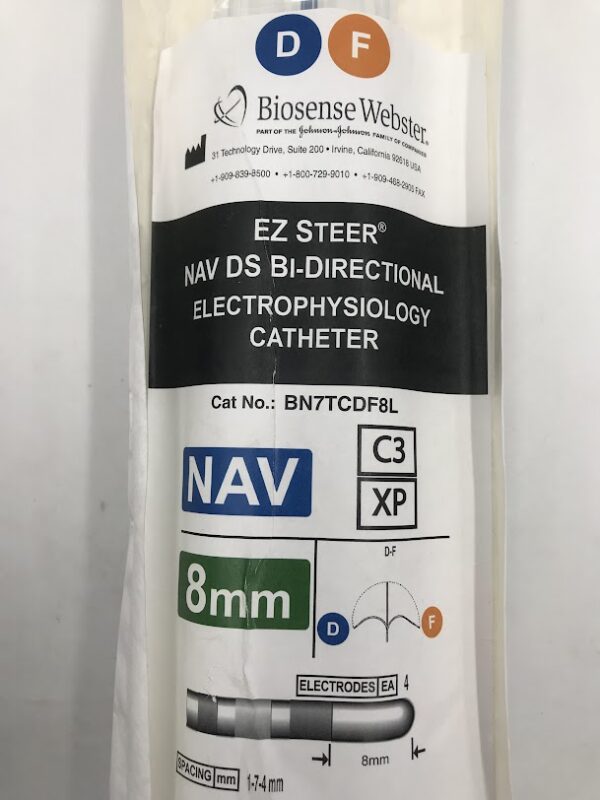 D F
Biosense Webster®
PART OF THE Johnson & Johnson FAMILY OF COMPANIES
31 Technology Drive, Suite 200 • Irvine, California 92618 USA
+1-909-839-8500 • +1-800-729-9010 • +1-909-468-2905 FAX
EZ STEER®
NAV DS BI-DIRECTIONAL
ELECTROPHYSIOLOGY
CATHETER
Cat No.: BN7TCDF8L
NAV
C3
XP
D-F
8mm
D F
ELECTRODES EA 4
8mm
SPACING mm 1-7-4 mm